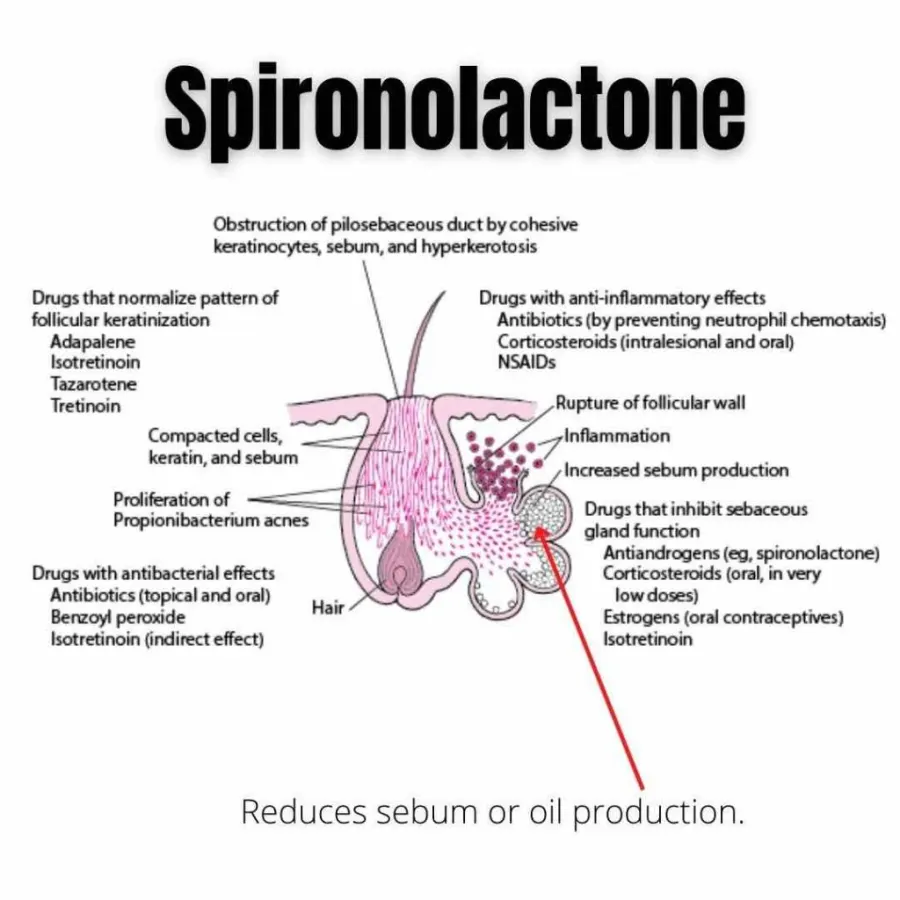 Spironolactone
Obstruction of pilosebaceous duct by cohesive
keratinocytes, sebum, and hyperkerotosis
Drugs that normalize pattern of
follicular keratinization
Adapalene
Isotretinoin
Tazarotene
Tretinoin
Drugs with anti-inflammatory effects
Antibiotics (by preventing neutrophil chemotaxis)
Corticosteroids (intralesional and oral)
NSAIDs
Rupture of follicular wall
Inflammation
Increased sebum production
Compacted cells,
keratin, and sebum
Proliferation of
Propionibacterium acnes
Drugs that inhibit sebaceous
gland function
Antiandrogens (eg, spironolactone)
Corticosteroids (oral, in very
low doses)
Estrogens (oral contraceptives)
Isotretinoin
Drugs with antibacterial effects
Antibiotics (topical and oral)
Benzoyl peroxide
Isotretinoin (indirect effect)
Hair
Reduces sebum or oil production.